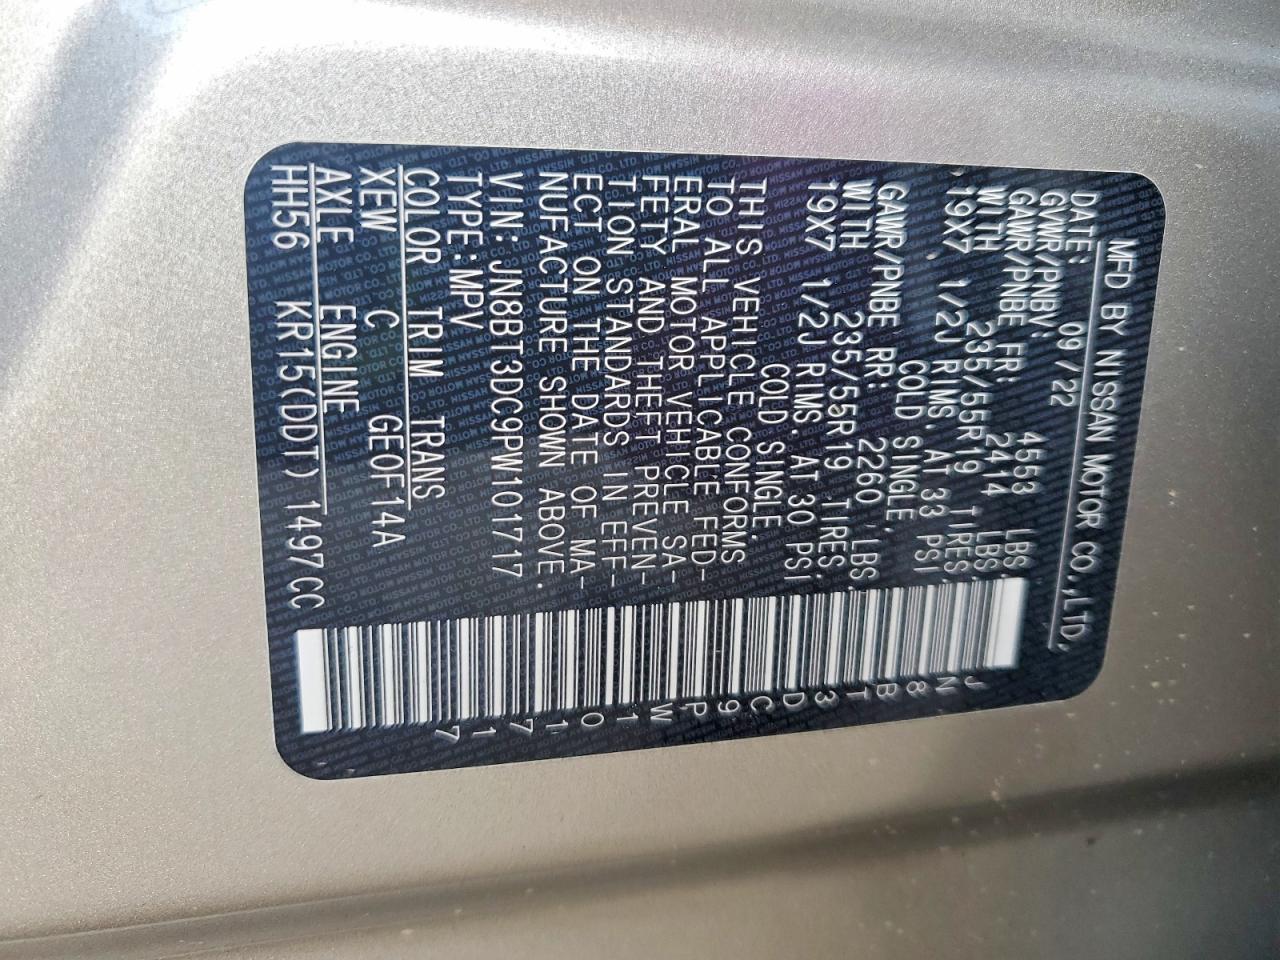 MFD BY NISSAN MOTOR CO.,LTD.
DATE: 09/22
GVWR/PNBV: 4553 LBS.
GAWR/PNBE FR: 2414 LBS.
WITH 235/55R19 TIRES,
19X7 1/2J RIMS, AT 33 PSI
COLD SINGLE
GAWR/PNBE RR: 2260 LBS.
WITH 235/55R19 TIRES,
19X7 1/2J RIMS, AT 30 PSI
COLD SINGLE.
THIS VEHICLE CONFORMS
TO ALL APPLICABLE FED-
ERAL MOTOR VEHICLE SA-
FETY AND THEFT PREVEN-
TION STANDARDS IN EFF-
ECT ON THE DATE OF MA-
NUFACTURE SHOWN ABOVE.
VIN: JN8BT3DC9PW101717
TYPE:MPV
COLOR TRIM TRANS
XEW C GE0F14A
AXLE ENGINE
HH56 KR15(DDT) 1497CC
JN8BT3DC9PW101717